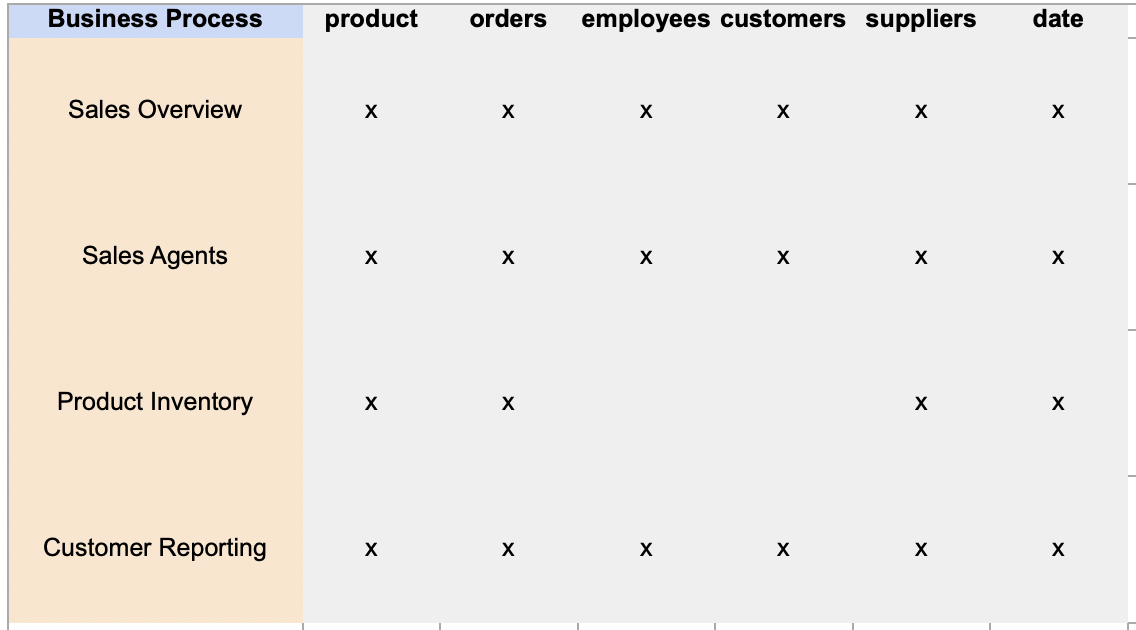 Business Process product orders employees customers suppliers date
Sales Overview x x x x x x
Sales Agents x x x x x x
Product Inventory x x x x
Customer Reporting x x x x x x